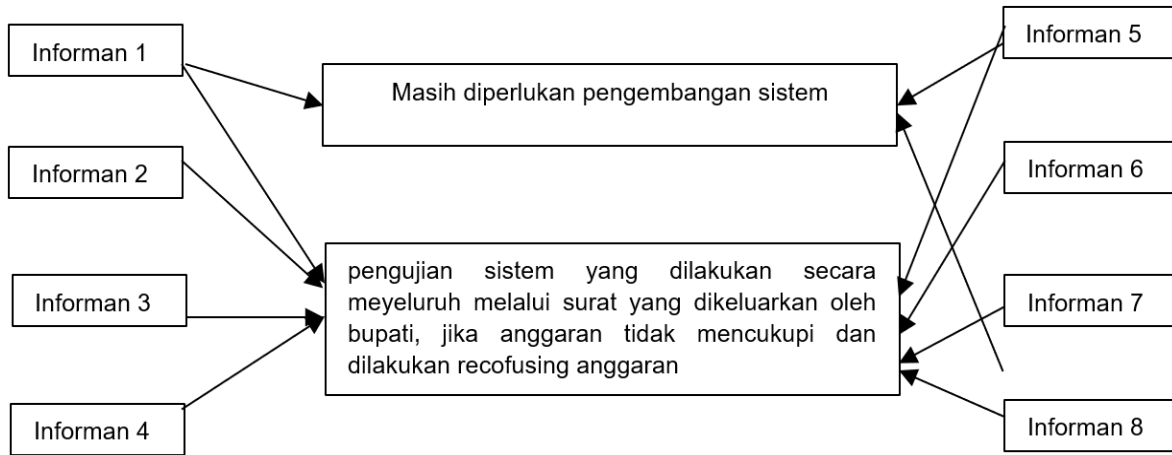 Informan 1
Informan 2
Informan 3
Informan 4
Masih diperlukan pengembangan sistem
pengujian sistem yang dilakukan secara
meyeluruh melalui surat yang dikeluarkan oleh
bupati, jika anggaran tidak mencukupi dan
dilakukan recofusing anggaran
Informan 5
Informan 6
Informan 7
Informan 8